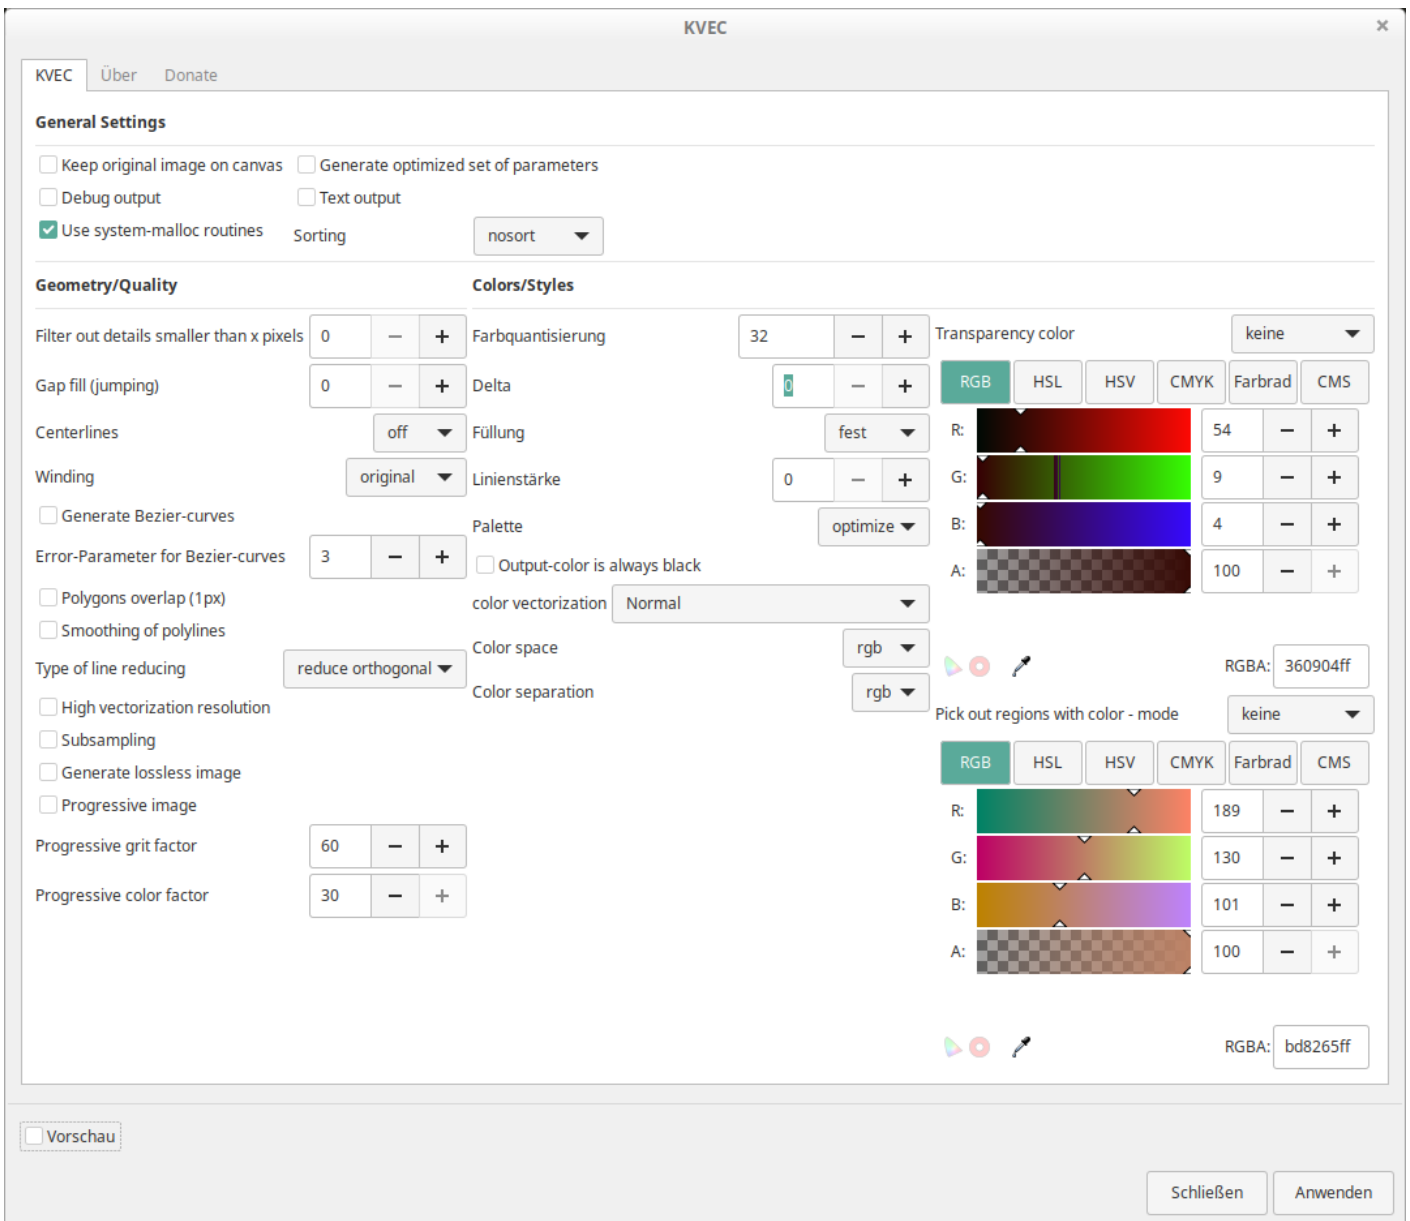 KVEC
KVEC Über Donate
General Settings
Keep original image on canvas Generate optimized set of parameters
Debug output Text output
Use system-malloc routines Sorting nosort
Geometry/Quality Colors/Styles
Filter out details smaller than x pixels 0 Farbquantisierung 32 Transparency color keine
Gap fill (jumping) 0 Delta 0 RGB HSL HSV CMYK Farbrad CMS
Centerlines off Füllung fest R: 54
Winding original Linienstärke 0 G: 9
Generate Bezier-curves
Palette optimize B: 4
Error-Parameter for Bezier-curves 3 Output-color is always black A: 100
Polygons overlap (1px) color vectorization Normal
Smoothing of polylines
Color space rgb
Type of line reducing reduce orthogonal RGBA: 360904ff
Color separation rgb
High vectorization resolution Pick out regions with color - mode keine
Subsampling
Generate lossless image RGB HSL HSV CMYK Farbrad CMS
Progressive image R: 189
Progressive grit factor 60 G: 130
Progressive color factor 30 B: 101
A: 100
RGBA: bd8265ff
Vorschau
Schließen Anwenden